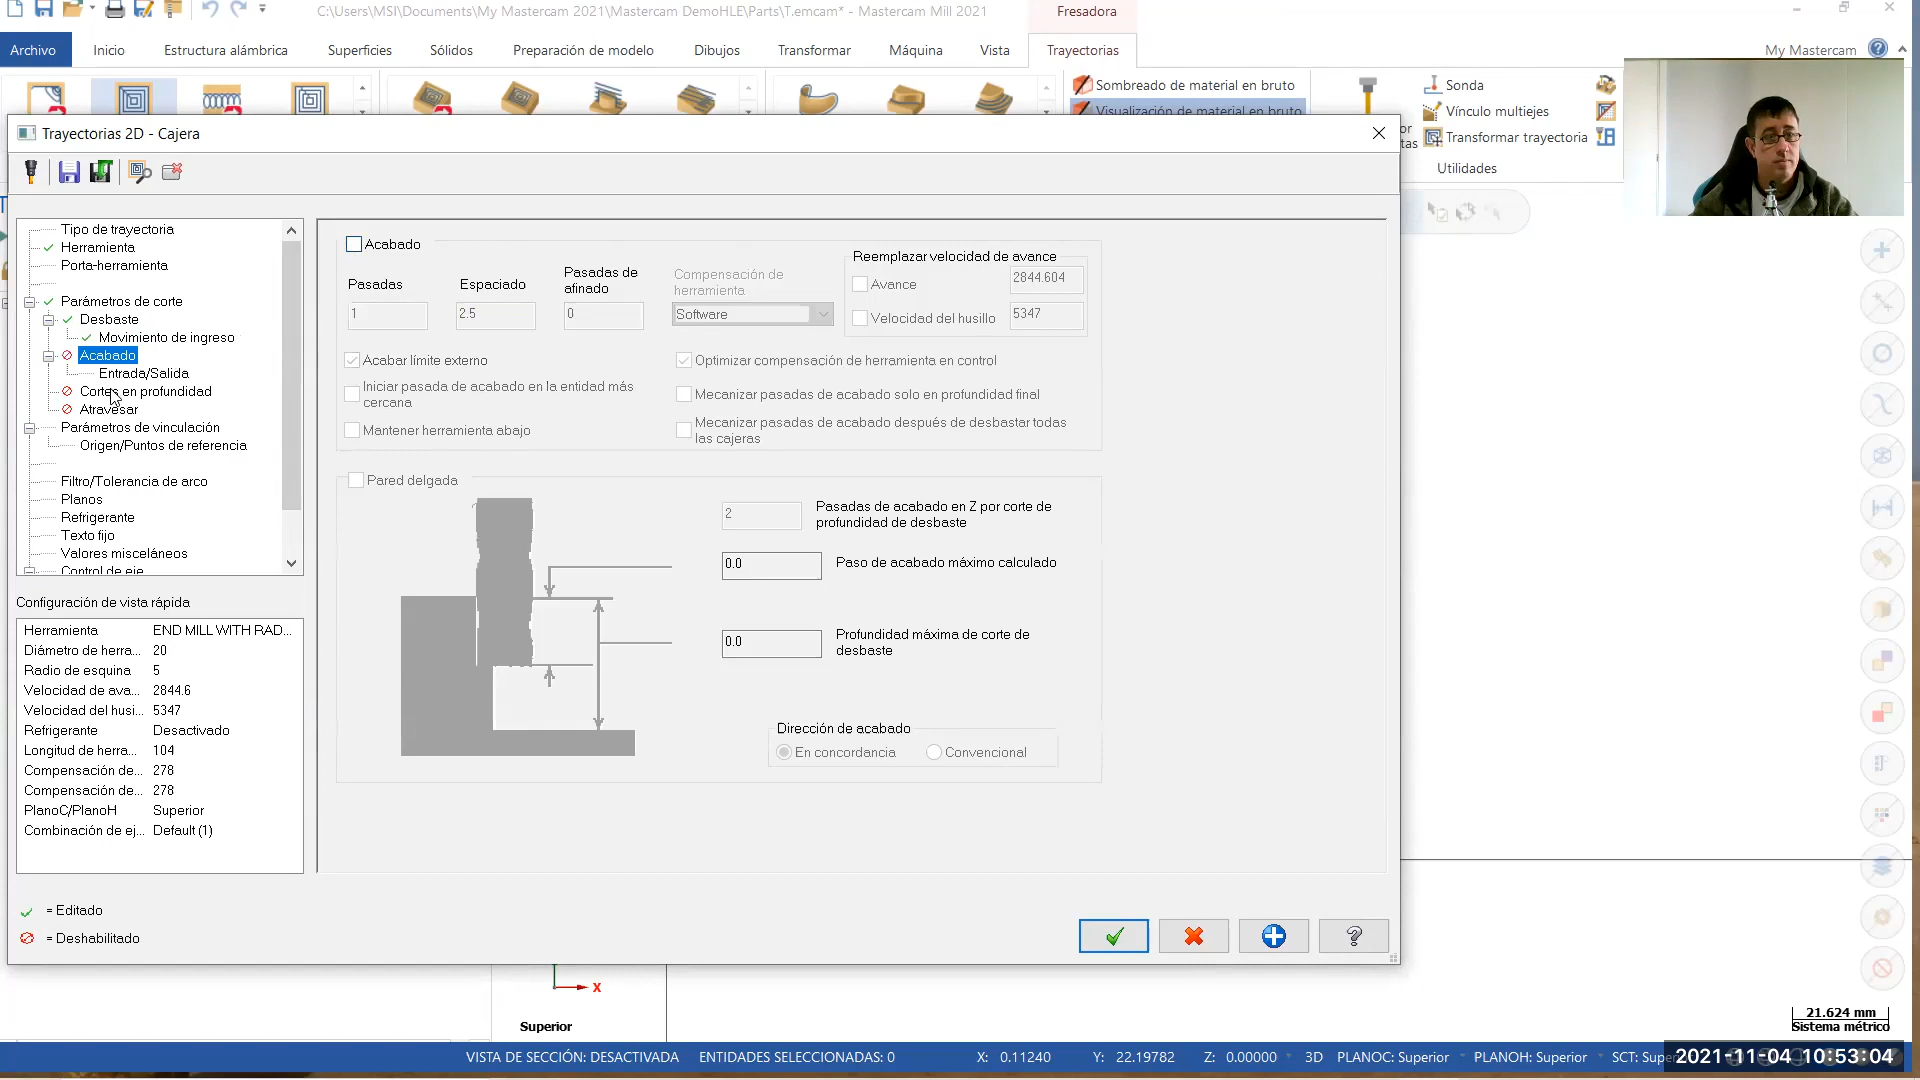 C:\Users\MSI\Documents\My Mastercam 2021\Mastercam DemoHLE\Parts\T.emcam* - Mastercam Mill 2021
Fresadora
Archivo
Inicio
Estructura alámbrica
Superficies
Sólidos
Preparación de modelo
Dibujos
Transformar
Máquina
Vista
Trayectorias
My Mastercam
Sombreado de material en bruto
Visualización de material en bruto
Sonda
Vínculo multiejes
Transformar trayectoria
Utilidades
or
tas
Trayectorias 2D - Cajera
Tipo de trayectoria
Herramienta
Porta-herramienta
Parámetros de corte
Desbaste
Movimiento de ingreso
Acabado
Entrada/Salida
Cortes en profundidad
Atravesar
Parámetros de vinculación
Origen/Puntos de referencia
Filtro/Tolerancia de arco
Planos
Refrigerante
Texto fijo
Valores misceláneos
Control de eje
Configuración de vista rápida
Herramienta END MILL WITH RAD...
Diámetro de herra... 20
Radio de esquina 5
Velocidad de ava... 2844.6
Velocidad del husi... 5347
Refrigerante Desactivado
Longitud de herra... 104
Compensación de... 278
Compensación de... 278
PlanoC/PlanoH Superior
Combinación de ej... Default (1)
= Editado
= Deshabilitado
Acabado
Pasadas
1
Espaciado
2.5
Pasadas de
afinado
0
Compensación de
herramienta
Software
Reemplazar velocidad de avance
Avance 2844.604
Velocidad del husillo 5347
Acabar límite externo
Iniciar pasada de acabado en la entidad más
cercana
Mantener herramienta abajo
Optimizar compensación de herramienta en control
Mecanizar pasadas de acabado solo en profundidad final
Mecanizar pasadas de acabado después de desbastar todas
las cajeras
Pared delgada
2
Pasadas de acabado en Z por corte de
profundidad de desbaste
0.0
Paso de acabado máximo calculado
0.0
Profundidad máxima de corte de
desbaste
Dirección de acabado
En concordancia
Convencional
X
Superior
21.624 mm
Sistema métrico
VISTA DE SECCIÓN: DESACTIVADA ENTIDADES SELECCIONADAS: 0 X: 0.11240 Y: 22.19782 Z: 0.00000 3D PLANOC: Superior PLANOH: Superior SCT: Supe
2021-11-04 10:53:04